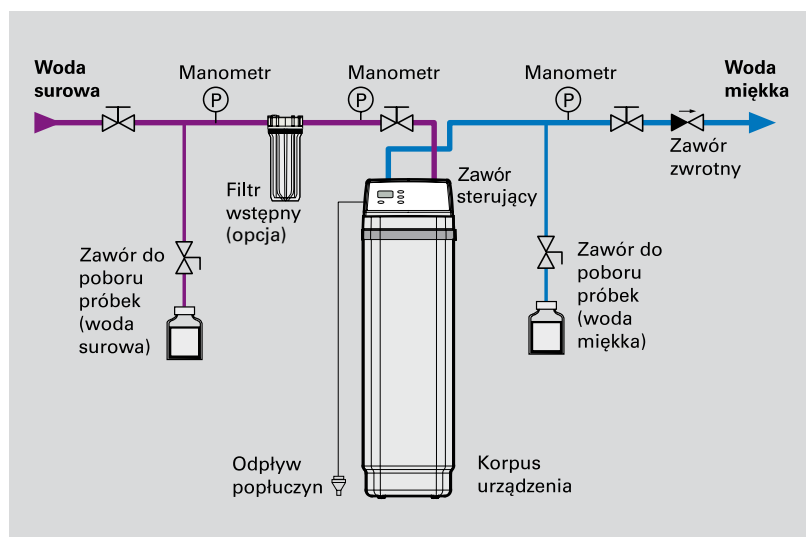 Woda
surowa
Manometr
P
Manometr
P
Manometr
P
Woda
miękka
Zawór
zwrotny
Filtr
wstępny
(opcja)
Zawór
sterujący
Zawór do
poboru
próbek
(woda
surowa)
Zawór do
poboru
próbek
(woda
miękka)
Odpływ
popłuczyn
Korpus
urządzenia